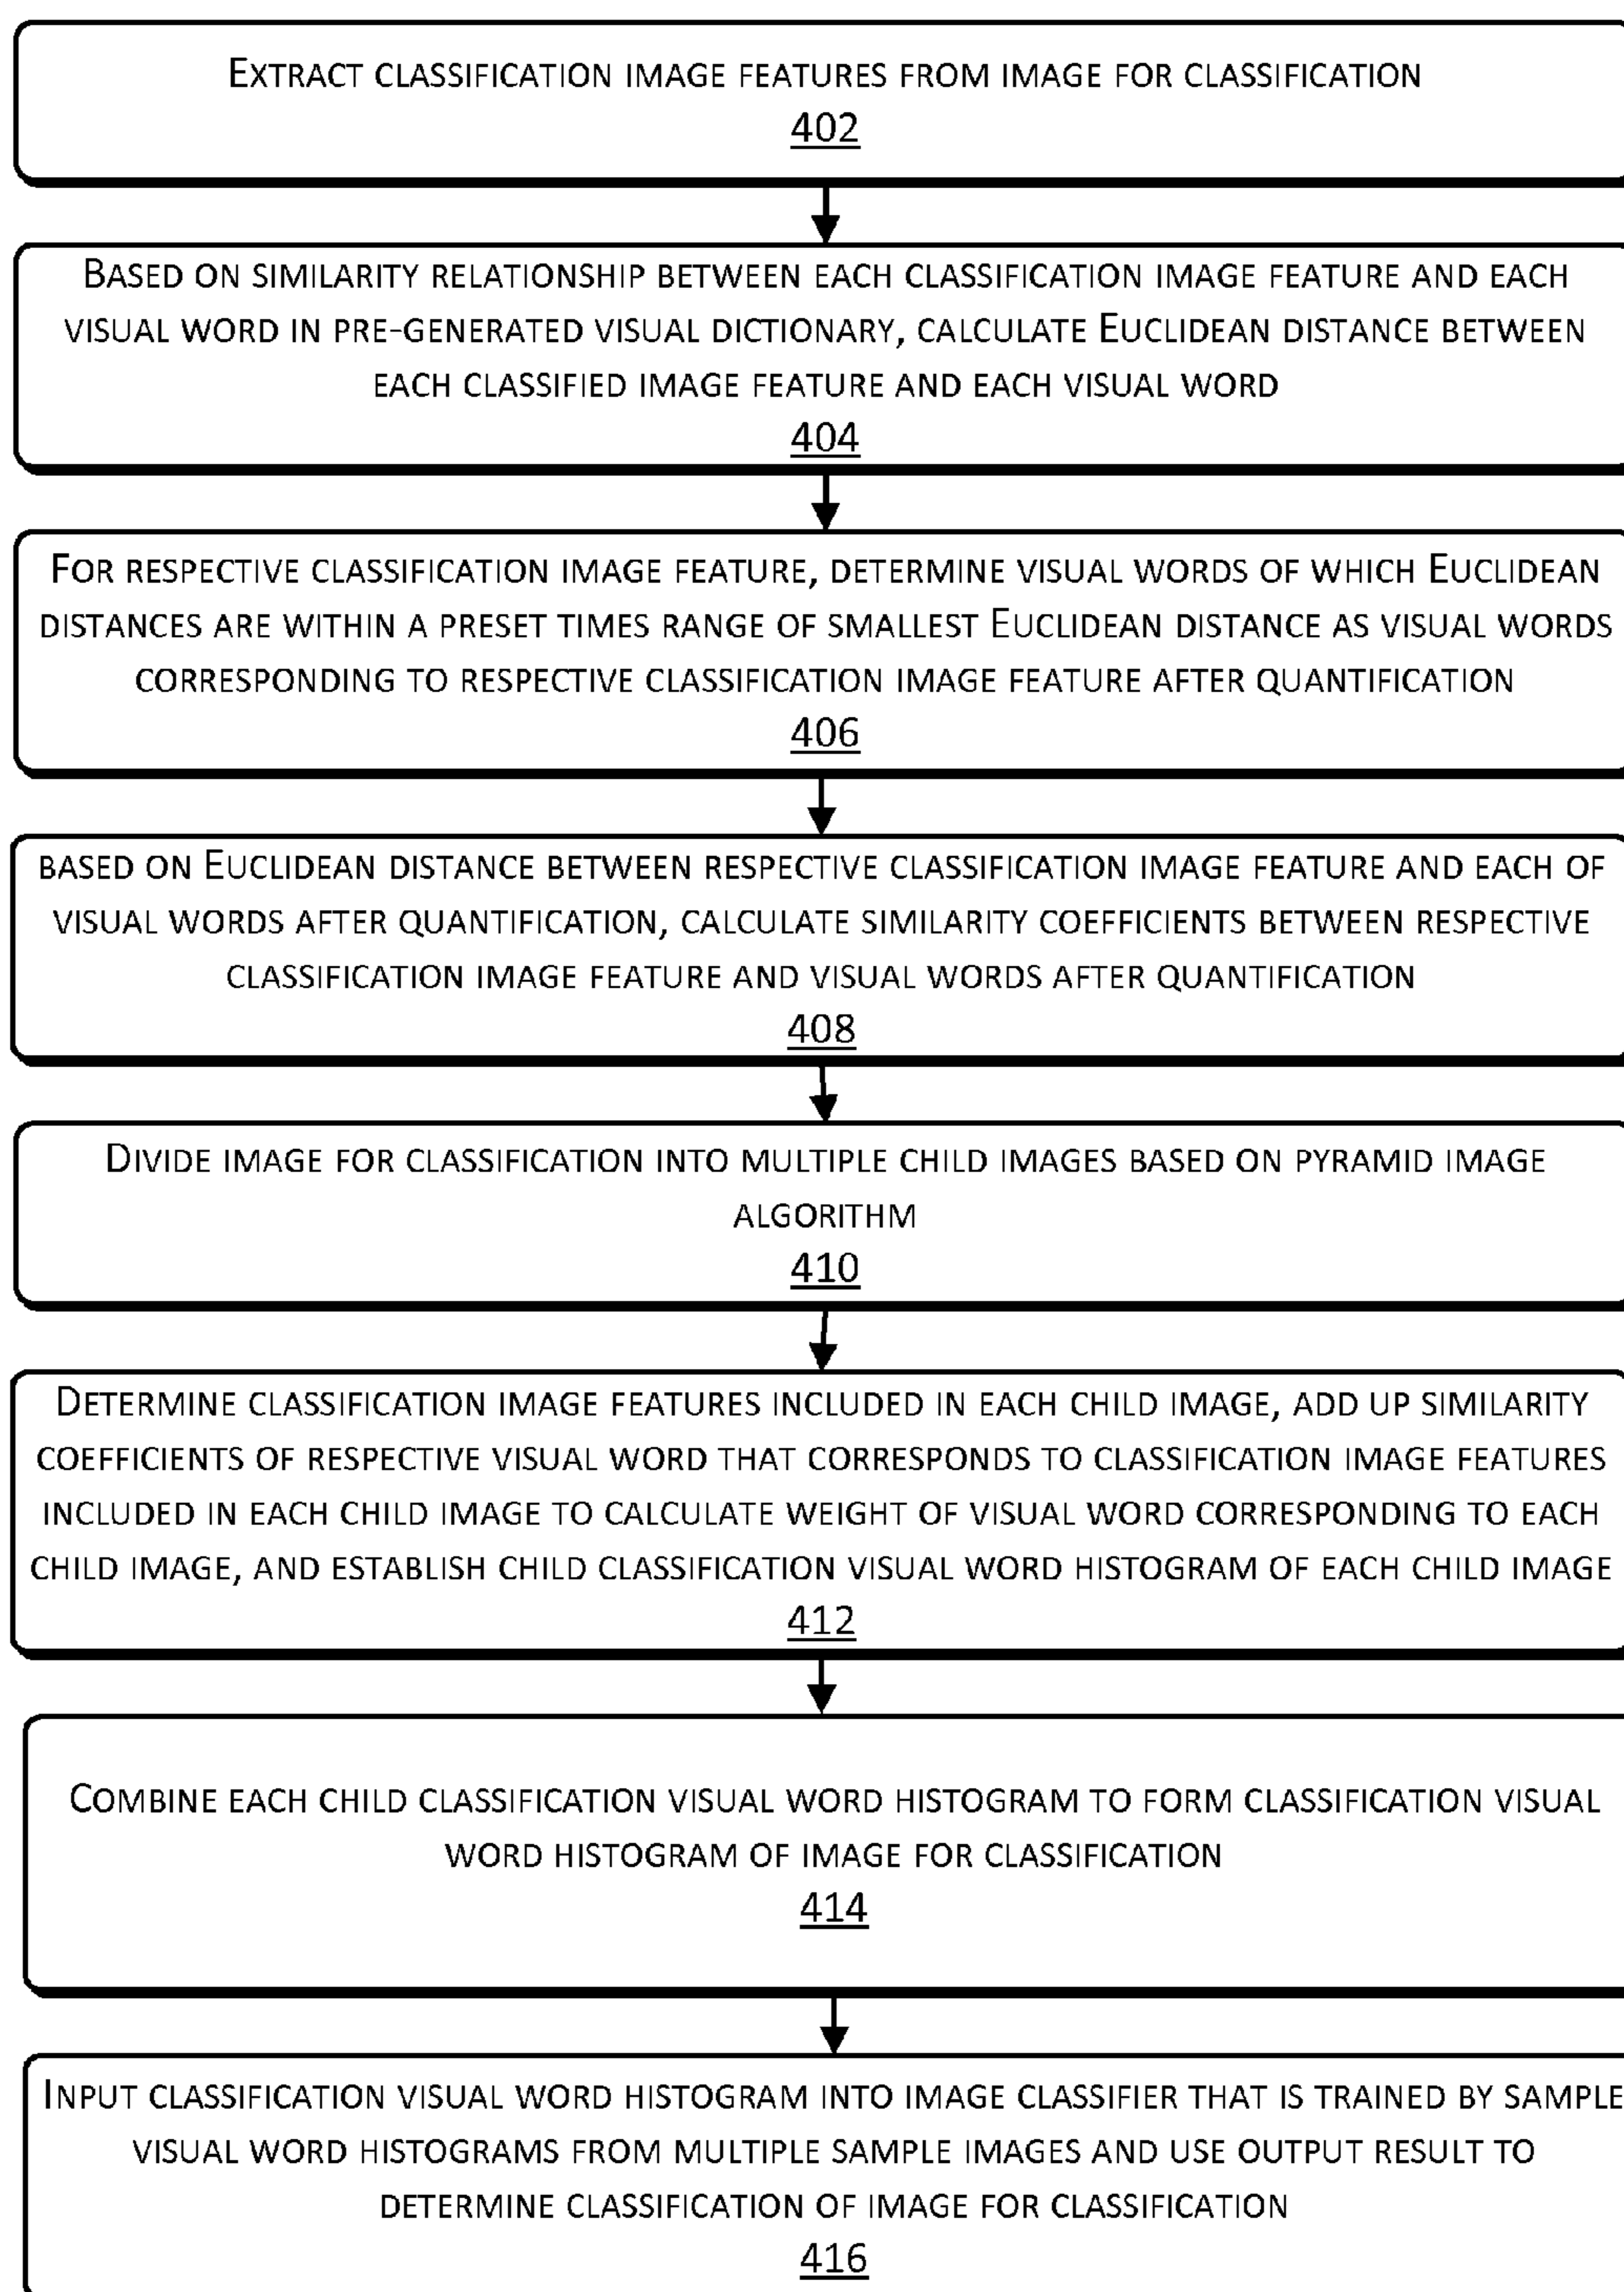 Extract classification image features from image for classification
402
Based on similarity relationship between each classification image feature and each
visual word in pre-generated visual dictionary, calculate Euclidean distance between
each classified image feature and each visual word
404
For respective classification image feature, determine visual words of which Euclidean
distances are within a preset times range of smallest Euclidean distance as visual words
corresponding to respective classification image feature after quantification
406
based on Euclidean distance between respective classification image feature and each of
visual words after quantification, calculate similarity coefficients between respective
classification image feature and visual words after quantification
408
Divide image for classification into multiple child images based on pyramid image
algorithm
410
Determine classification image features included in each child image, add up similarity
coefficients of respective visual word that corresponds to classification image features
included in each child image to calculate weight of visual word corresponding to each
child image, and establish child classification visual word histogram of each child image
412
Combine each child classification visual word histogram to form classification visual
word histogram of image for classification
414
Input classification visual word histogram into image classifier that is trained by sample
visual word histograms from multiple sample images and use output result to
determine classification of image for classification
416